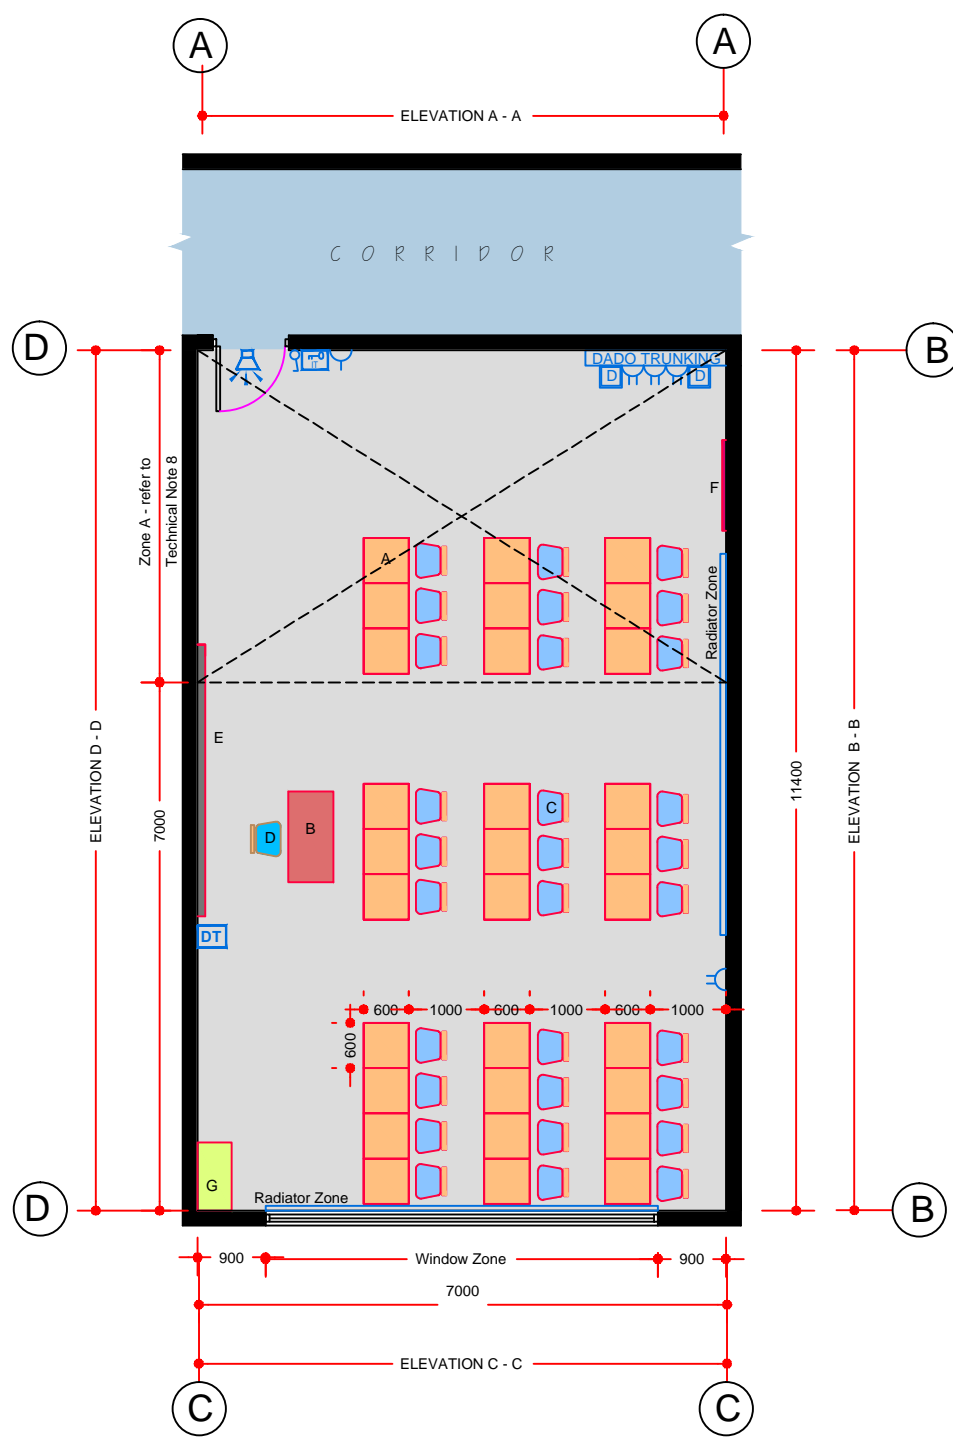 A A
ELEVATION A - A
C O R R I D O R
D B
IT
DADO TRUNKING
D D
Zone A - refer to
Technical Note 8
F
A
Radiator Zone
E
ELEVATION D - D
7000
11400
ELEVATION B - B
C
B
D
DT
600 1000 600 1000 600 1000
600
G
Radiator Zone
D B
900 Window Zone 900
7000
ELEVATION C - C
C C